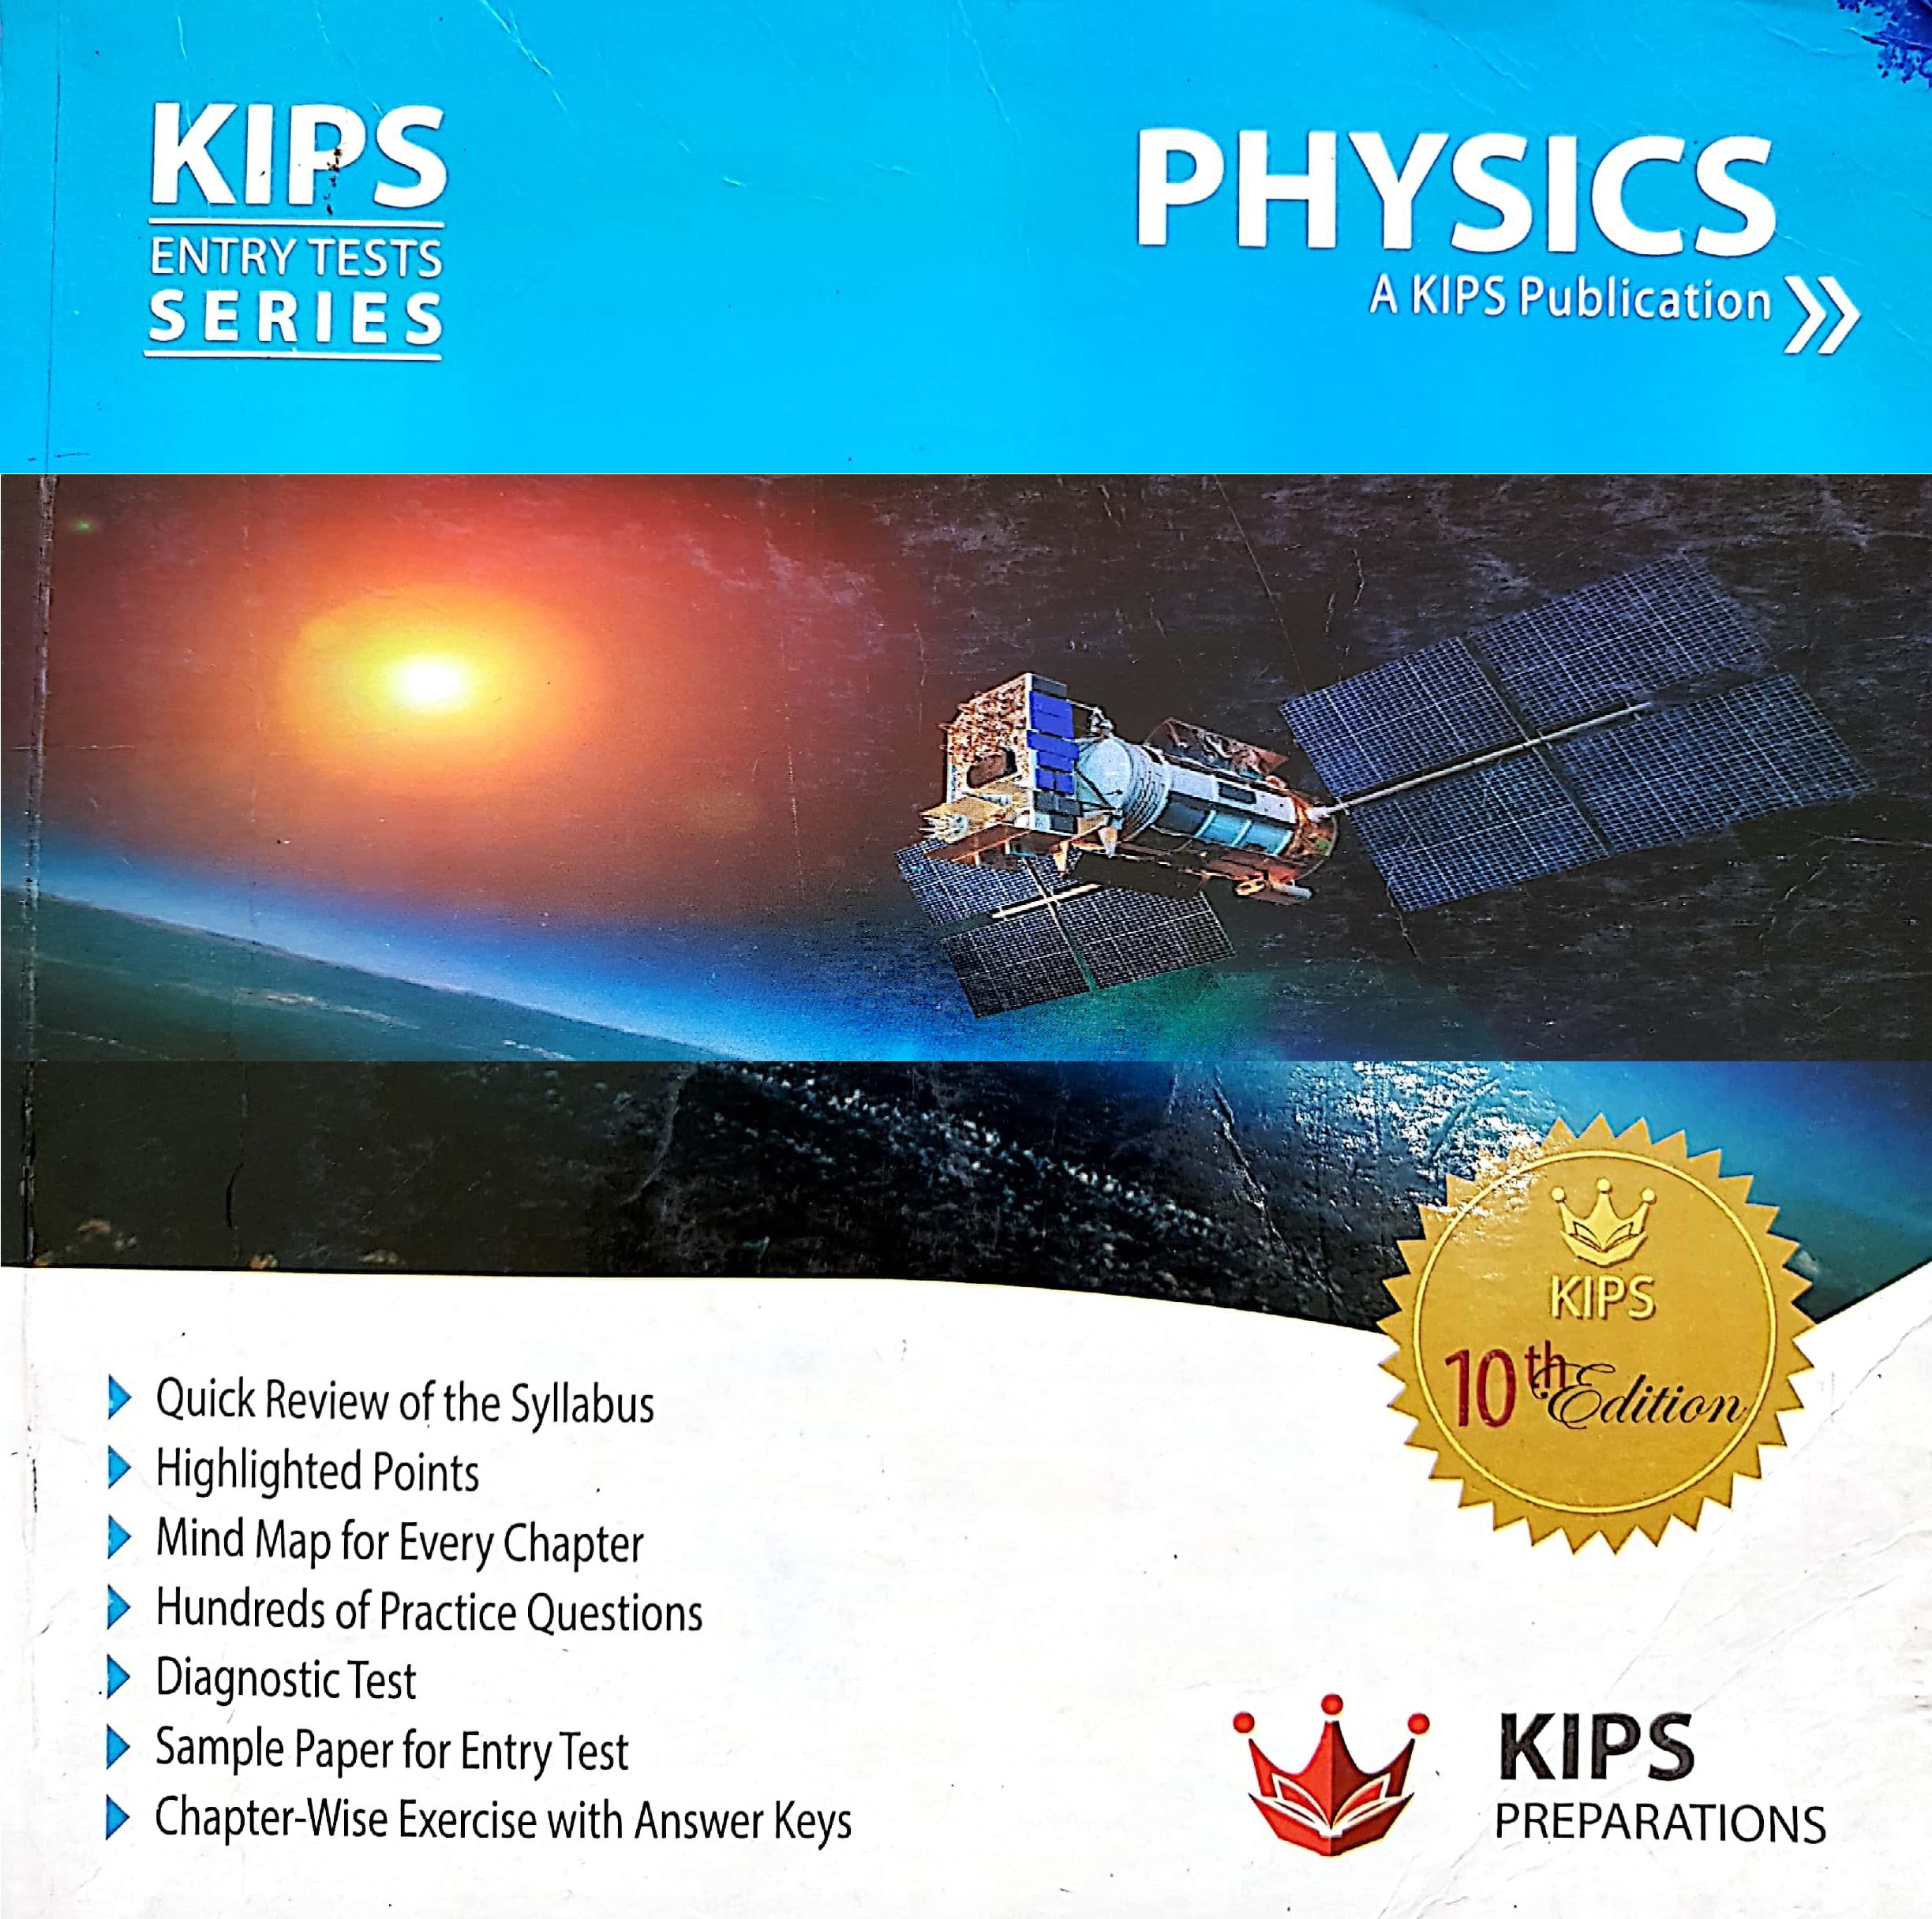 KIPS
ENTRY TESTS
SERIES
PHYSICS
A KIPS Publication
KIPS
10th Edition
Quick Review of the Syllabus
Highlighted Points
Mind Map for Every Chapter
Hundreds of Practice Questions
Diagnostic Test
Sample Paper for Entry Test
Chapter-Wise Exercise with Answer Keys
KIPS
PREPARATIONS